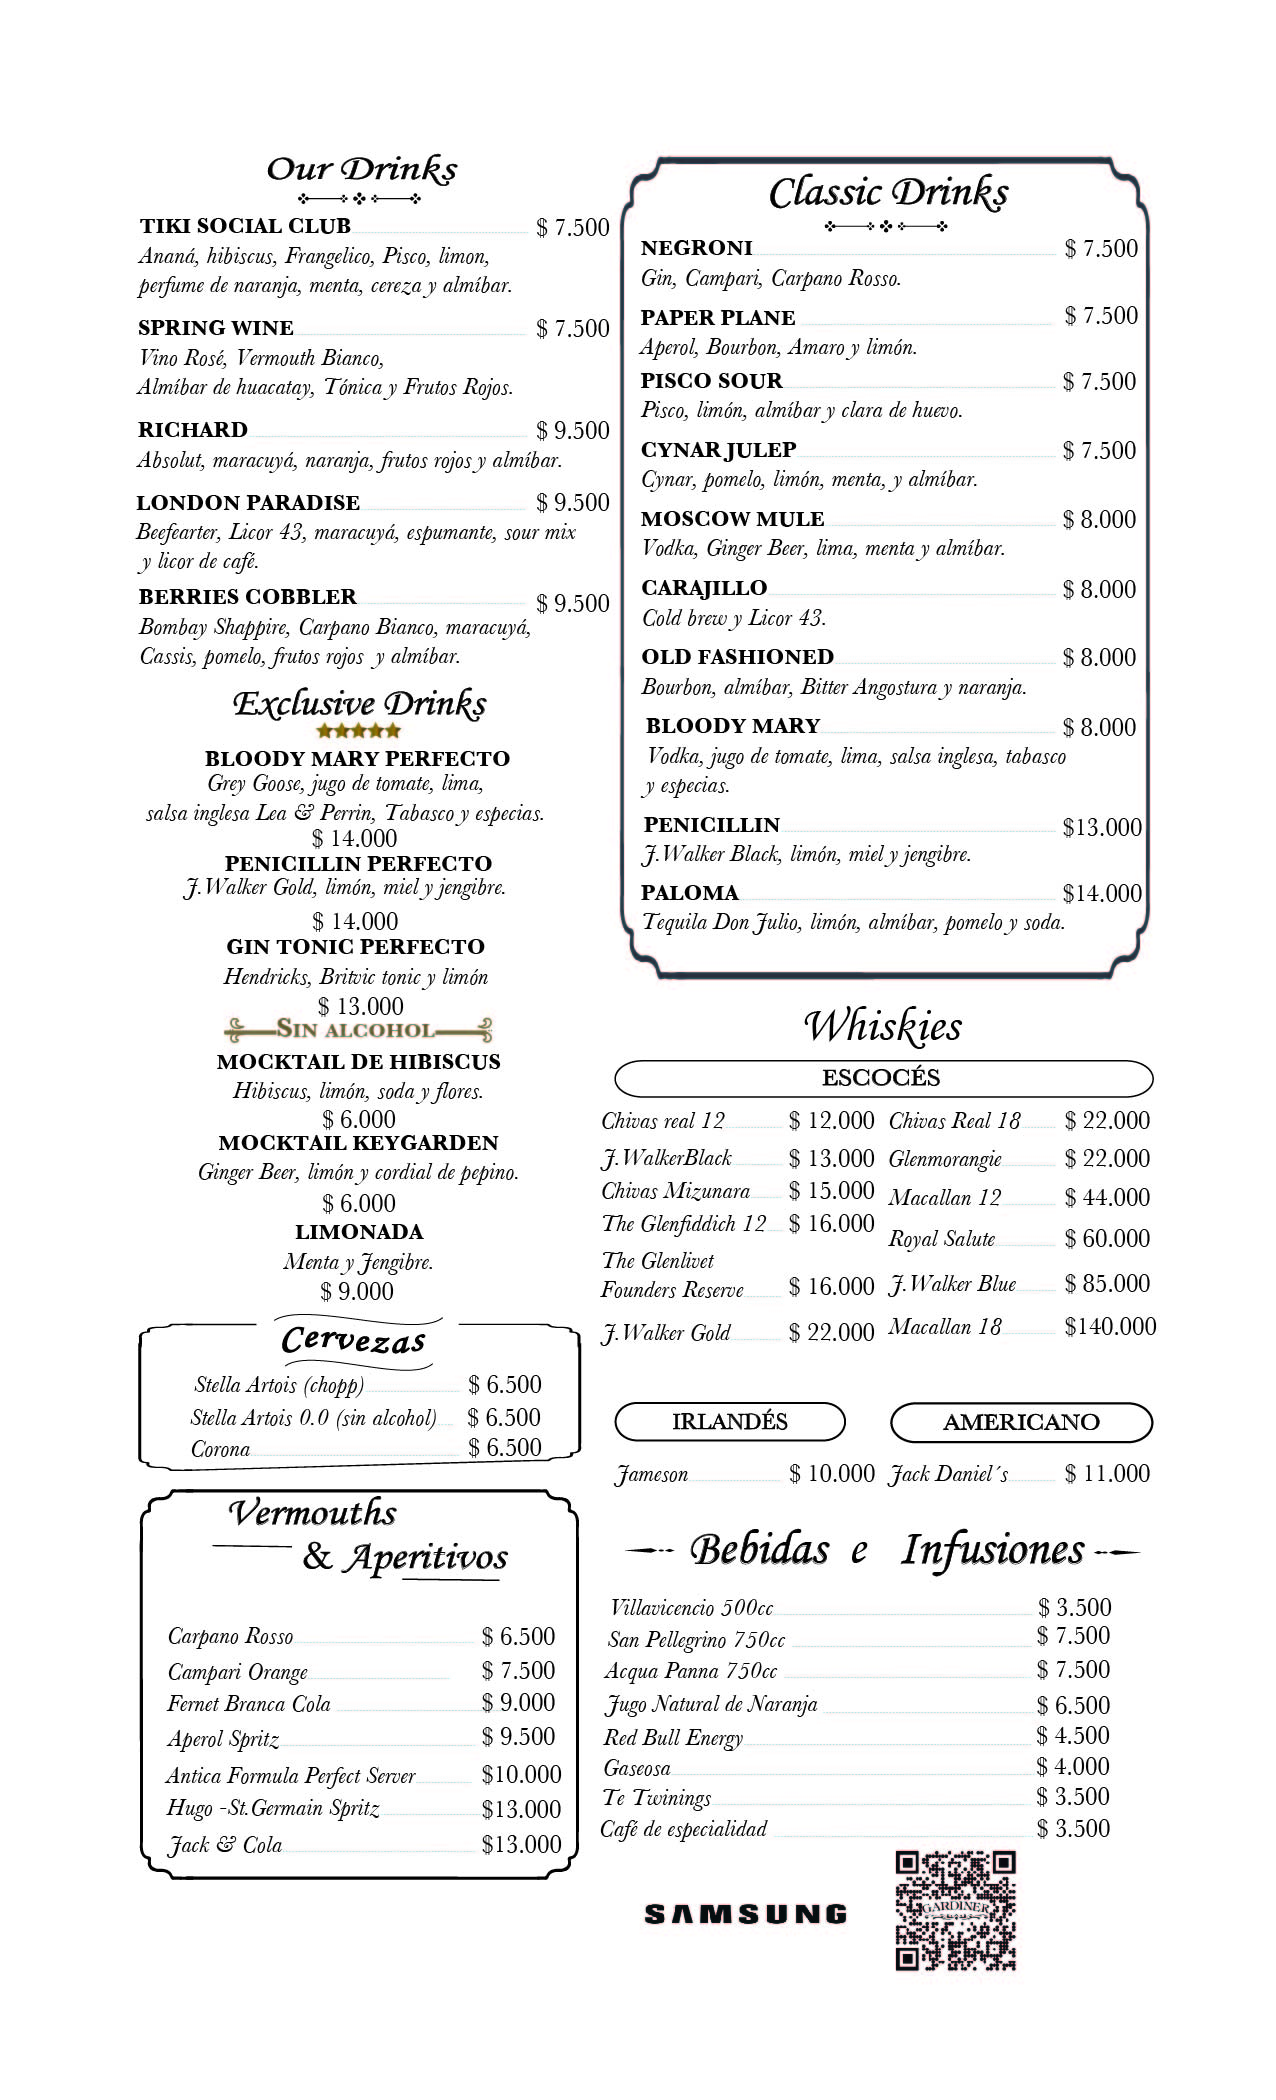 Our Drinks
TIKI SOCIAL CLUB $ 7.500
Ananá, hibiscus, Frangelico, Pisco, limon,
perfume de naranja, menta, cereza y almíbar.
SPRING WINE $ 7.500
Vino Rosé, Vermouth Bianco,
Almíbar de huacatay, Tónica y Frutos Rojos.
RICHARD $ 9.500
Absolut, maracuyá, naranja, frutos rojos y almíbar.
LONDON PARADISE $ 9.500
Beefearter, Licor 43, maracuyá, espumante, sour mix
y licor de café.
BERRIES COBBLER $ 9.500
Bombay Shappire, Carpano Bianco, maracuyá,
Cassis, pomelo, frutos rojos y almíbar.
Exclusive Drinks
BLOODY MARY PERFECTO
Grey Goose, jugo de tomate, lima,
salsa inglesa Lea & Perrin, Tabasco y especias.
$ 14.000
PENICILLIN PERFECTO
J.Walker Gold, limón, miel y jengibre.
$ 14.000
GIN TONIC PERFECTO
Hendricks, Britvic tonic y limón
$ 13.000
SIN ALCOHOL
MOCKTAIL DE HIBISCUS
Hibiscus, limón, soda y flores.
$ 6.000
MOCKTAIL KEYGARDEN
Ginger Beer, limón y cordial de pepino.
$ 6.000
LIMONADA
Menta y Jengibre.
$ 9.000
Cervezas
Stella Artois (chopp) $ 6.500
Stella Artois 0.0 (sin alcohol) $ 6.500
Corona $ 6.500
Vermouths
& Aperitivos
Carpano Rosso $ 6.500
Campari Orange $ 7.500
Fernet Branca Cola $ 9.000
Aperol Spritz $ 9.500
Antica Formula Perfect Server $10.000
Hugo -St.Germain Spritz $13.000
Jack & Cola $13.000
Classic Drinks
NEGRONI $ 7.500
Gin, Campari, Carpano Rosso.
PAPER PLANE $ 7.500
Aperol, Bourbon, Amaro y limón.
PISCO SOUR $ 7.500
Pisco, limón, almíbar y clara de huevo.
CYNAR JULEP $ 7.500
Cynar, pomelo, limón, menta, y almíbar.
MOSCOW MULE $ 8.000
Vodka, Ginger Beer, lima, menta y almíbar.
CARAJILLO $ 8.000
Cold brew y Licor 43.
OLD FASHIONED $ 8.000
Bourbon, almíbar, Bitter Angostura y naranja.
BLOODY MARY $ 8.000
Vodka, jugo de tomate, lima, salsa inglesa, tabasco
y especias.
PENICILLIN $13.000
J.Walker Black, limón, miel y jengibre.
PALOMA $14.000
Tequila Don Julio, limón, almíbar, pomelo y soda.
Whiskies
ESCOCÉS
Chivas real 12 $ 12.000
J.WalkerBlack $ 13.000
Chivas Mizunara $ 15.000
The Glenfiddich 12 $ 16.000
The Glenlivet
Founders Reserve $ 16.000
J.Walker Gold $ 22.000
Chivas Real 18 $ 22.000
Glenmorangie $ 22.000
Macallan 12 $ 44.000
Royal Salute $ 60.000
J.Walker Blue $ 85.000
Macallan 18 $140.000
IRLANDÉS
Jameson $ 10.000
AMERICANO
Jack Daniel´s $ 11.000
Bebidas e Infusiones
Villavicencio 500cc $ 3.500
San Pellegrino 750cc $ 7.500
Acqua Panna 750cc $ 7.500
Jugo Natural de Naranja $ 6.500
Red Bull Energy $ 4.500
Gaseosa $ 4.000
Te Twinings $ 3.500
Café de especialidad $ 3.500
SAMSUNG
GARDINER